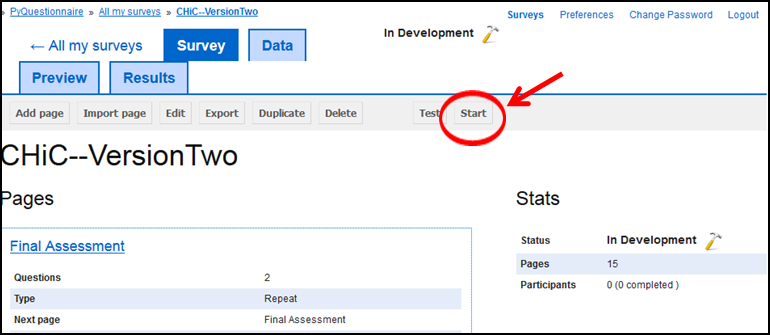 » PyQuestionnaire » All my surveys » CHiC--VersionTwo
Surveys Preferences Change Password Logout
In Development
← All my surveys Survey Data
Preview Results
Add page Import page Edit Export Duplicate Delete Test Start
CHiC--VersionTwo
Pages
Final Assessment
Questions 2
Type Repeat
Next page Final Assessment
Stats
Status In Development
Pages 15
Participants 0 (0 completed )